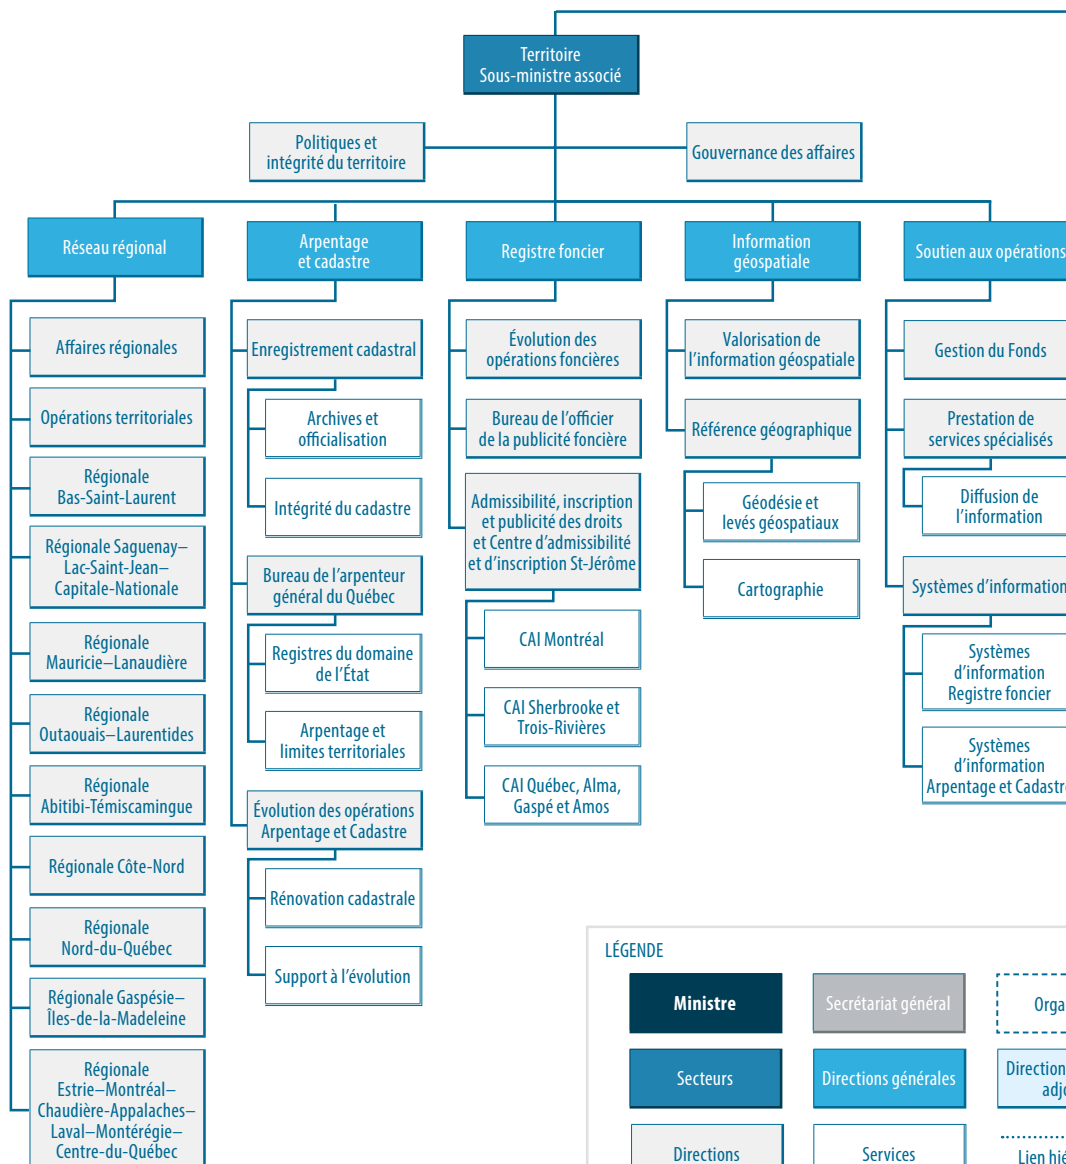 Territoire
Sous-ministre associé
Politiques et
intégrité du territoire
Gouvernance des affaires
Réseau régional
Arpentage
et cadastre
Registre foncier
Information
géospatiale
Soutien aux opérations
Affaires régionales
Opérations territoriales
Régionale
Bas-Saint-Laurent
Régionale Saguenay–
Lac-Saint-Jean–
Capitale-Nationale
Régionale
Mauricie–Lanaudière
Régionale
Outaouais–Laurentides
Régionale
Abitibi-Témiscamingue
Régionale Côte-Nord
Régionale
Nord-du-Québec
Régionale Gaspésie–
Îles-de-la-Madeleine
Régionale
Estrie–Montréal–
Chaudière-Appalaches–
Laval–Montérégie–
Centre-du-Québec
Enregistrement cadastral
Archives et
officialisation
Intégrité du cadastre
Bureau de l’arpenteur
général du Québec
Registres du domaine
de l’État
Arpentage et
limites territoriales
Évolution des opérations
Arpentage et Cadastre
Rénovation cadastrale
Support à l’évolution
Évolution des
opérations foncières
Bureau de l’officier
de la publicité foncière
Admissibilité, inscription
et publicité des droits
et Centre d’admissibilité
et d’inscription St-Jérôme
CAI Montréal
CAI Sherbrooke et
Trois-Rivières
CAI Québec, Alma,
Gaspé et Amos
Valorisation de
l’information géospatiale
Référence géographique
Géodésie et
levés géospatiaux
Cartographie
Gestion du Fonds
Prestation de
services spécialisés
Diffusion de
l’information
Systèmes d’information
Systèmes
d’information
Registre foncier
Systèmes
d’information
Arpentage et Cadastre
LÉGENDE
Ministre
Secrétariat général
Orga
Secteurs
Directions générales
Direction
adjo
Directions
Services
Lien hié